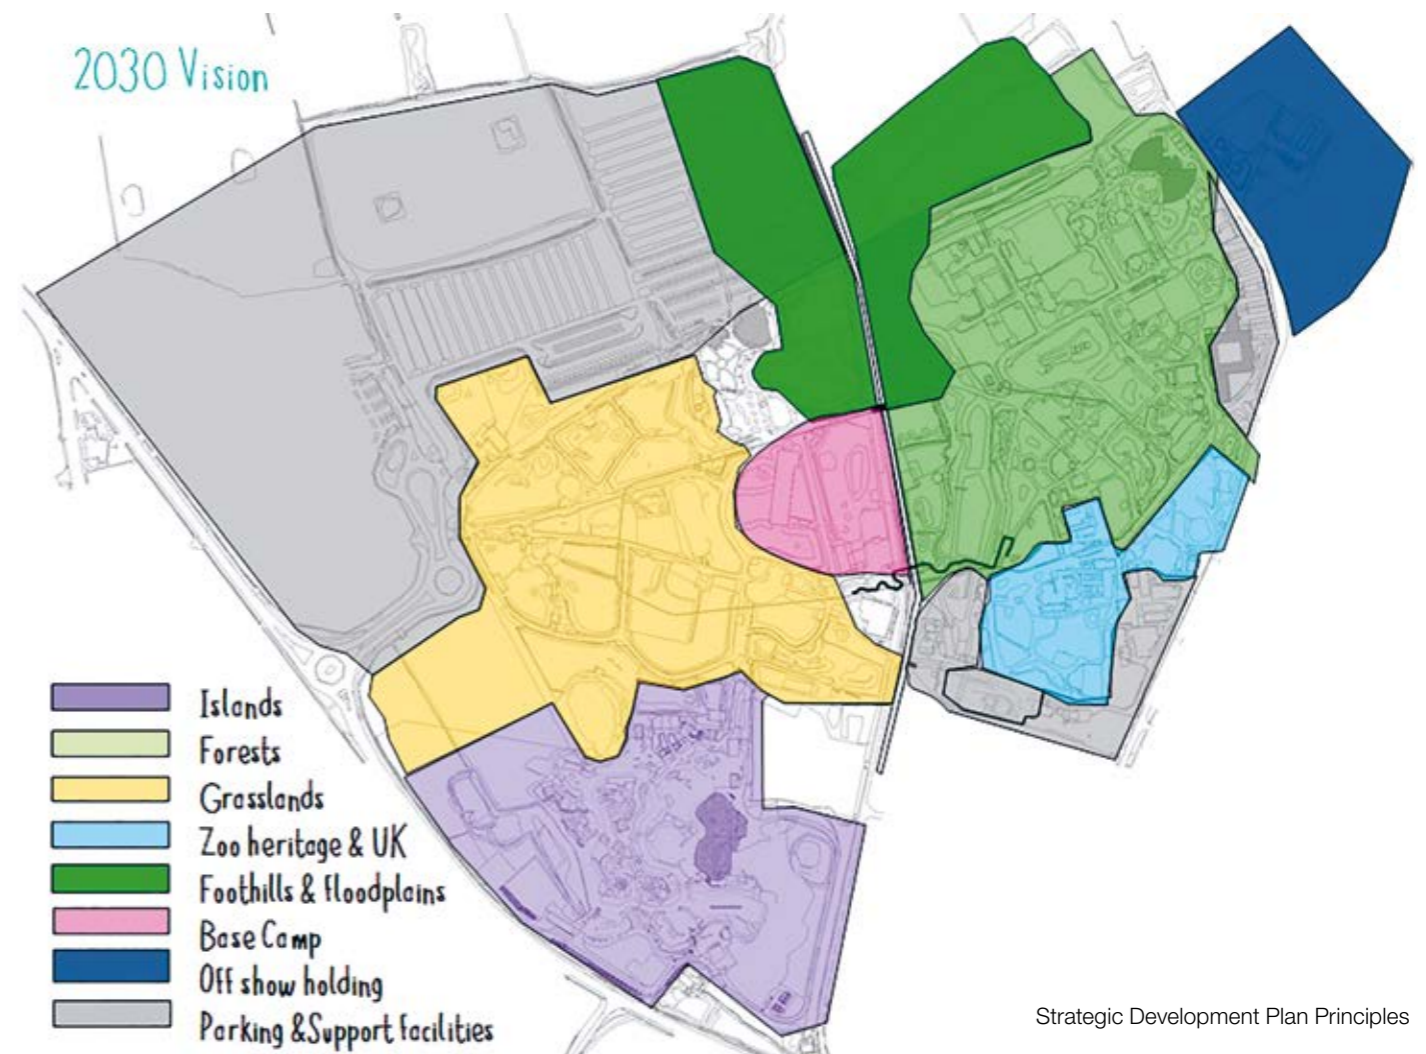 2030 Vision
Islands
Forests
Grasslands
Zoo heritage & UK
Foothills & floodplains
Base Camp
Off show holding
Parking &Support facilities
Strategic Development Plan Principles